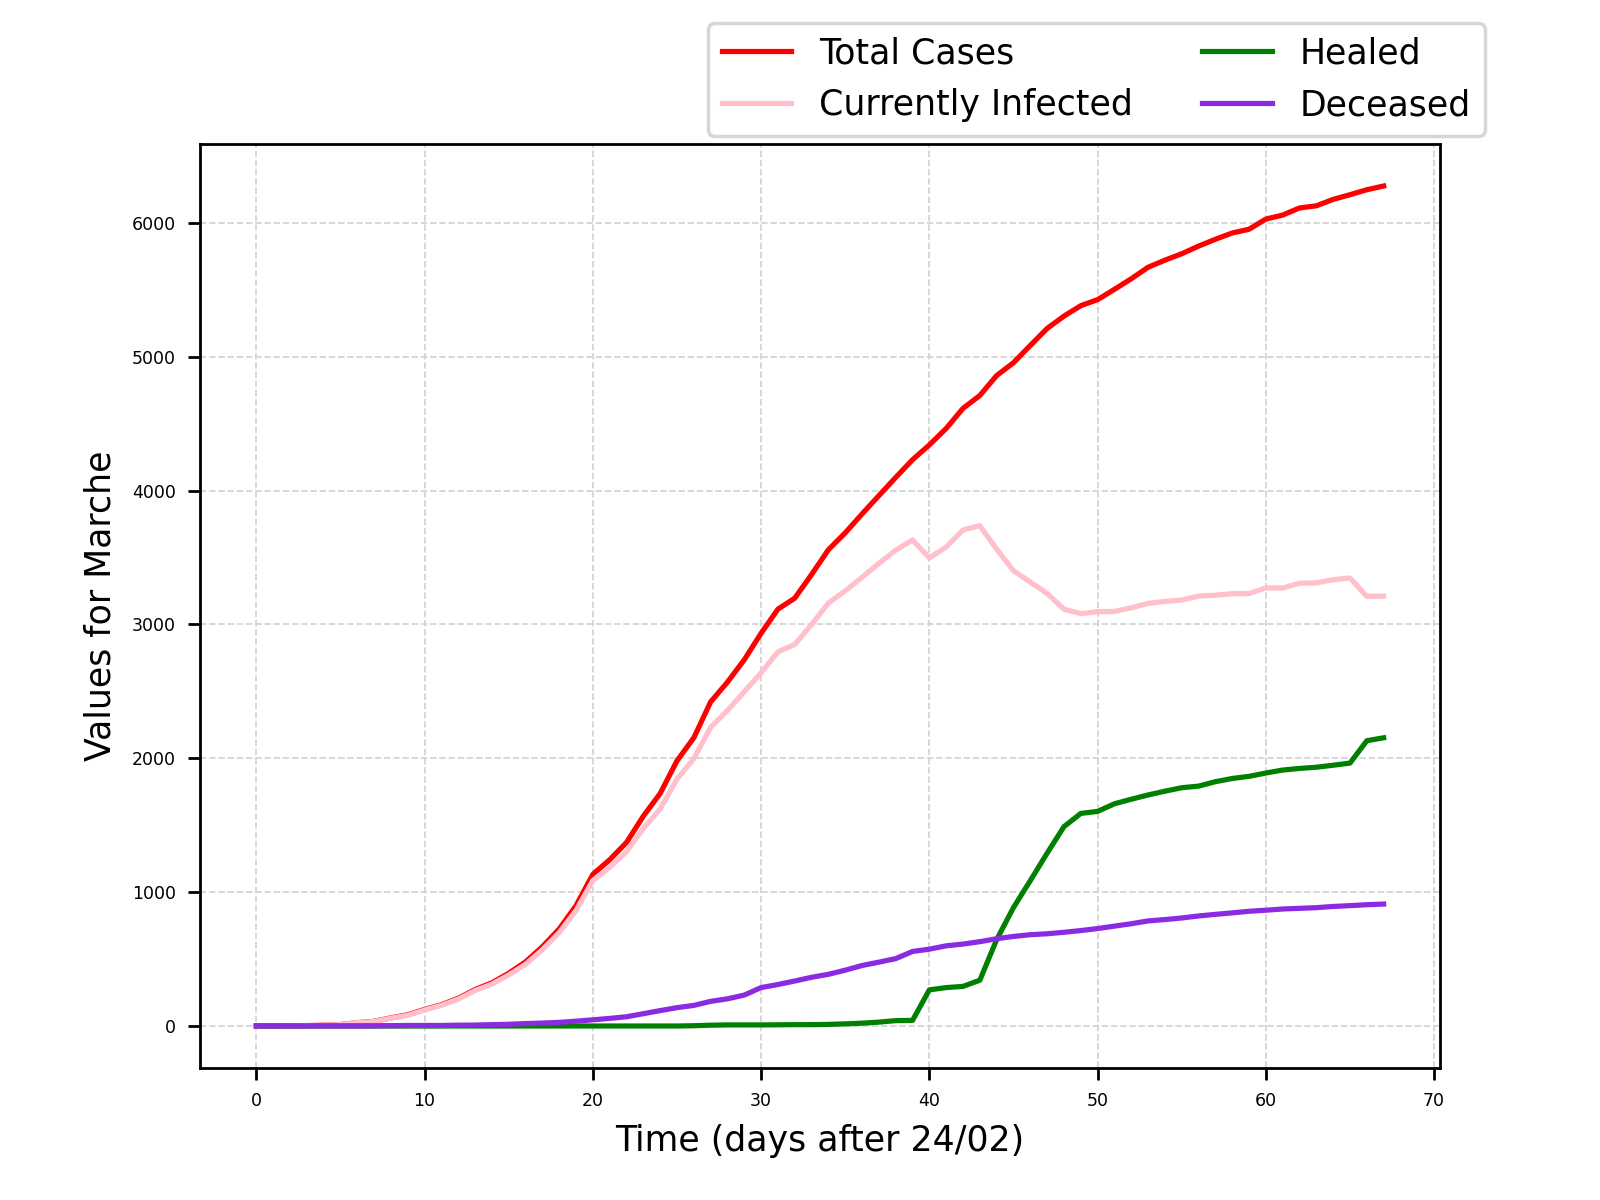 Total Cases
Currently Infected
Healed
Deceased
6000
5000
4000
3000
2000
1000
0
Values for Marche
0 10 20 30 40 50 60 70
Time (days after 24/02)